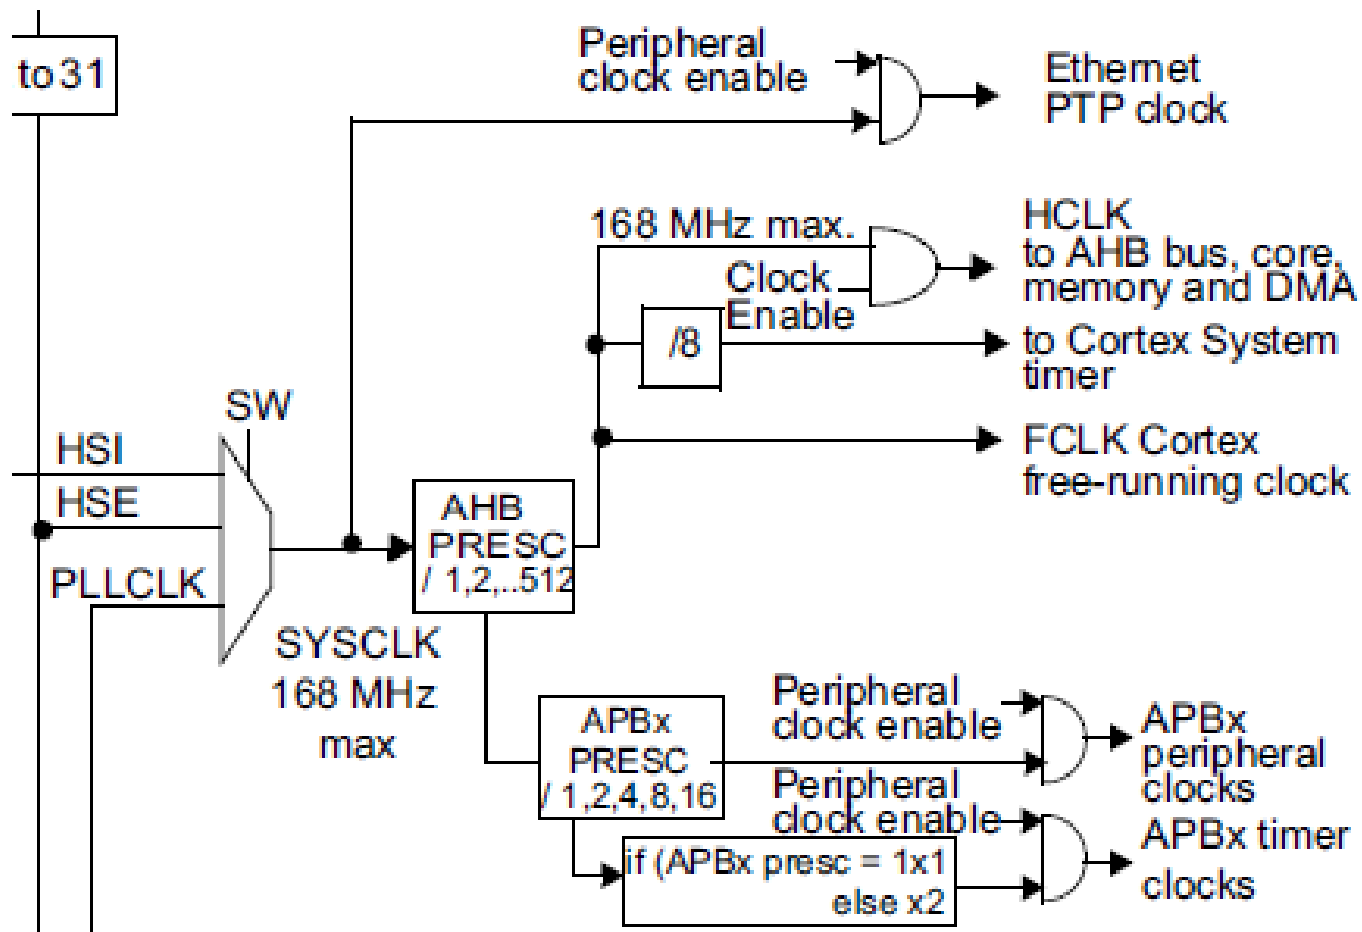 to 31
Peripheral
clock enable
Ethernet
PTP clock
168 MHz max.
Clock
Enable
HCLK
to AHB bus, core,
memory and DMA
/8
to Cortex System
timer
FCLK Cortex
free-running clock
SW
HSI
HSE
PLLCLK
AHB
PRESC
/ 1,2,..512
SYSCLK
168 MHz
max
APBx
PRESC
/ 1,2,4,8,16
Peripheral
clock enable
APBx
peripheral
clocks
Peripheral
clock enable
if (APBx presc = 1x1
else x2
APBx timer
clocks